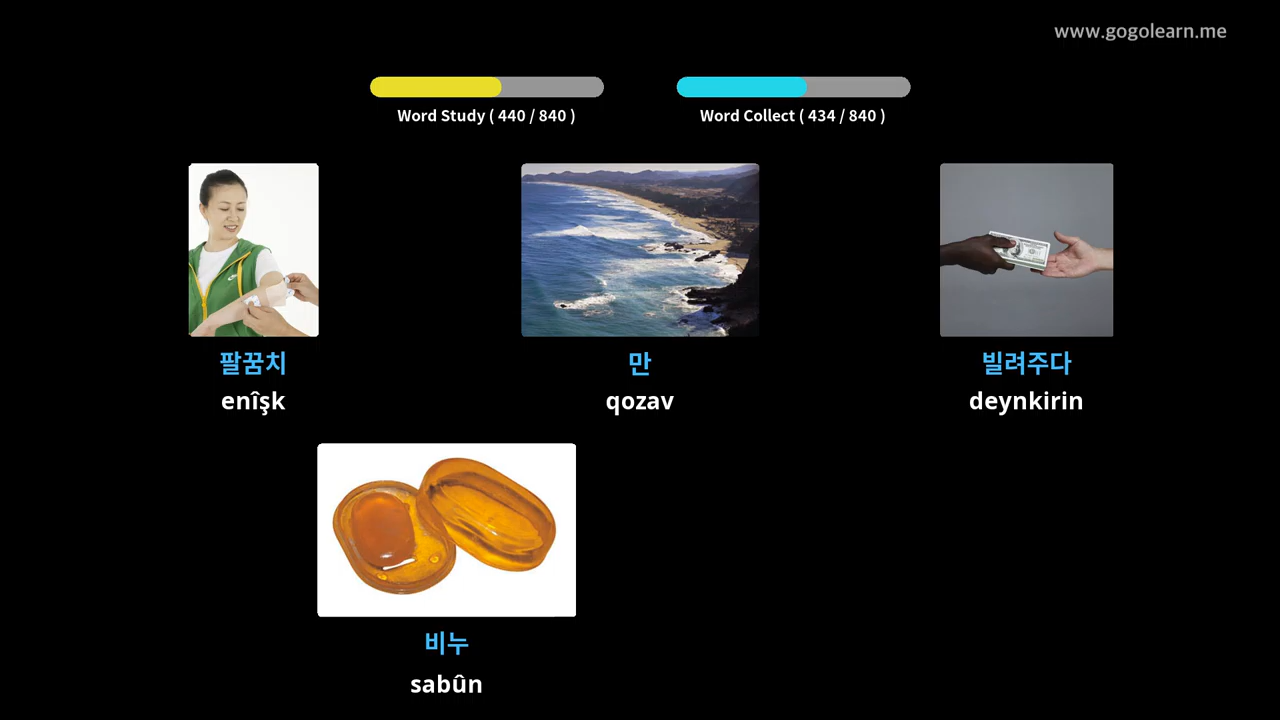 www.gogolearn.me
Word Study ( 440 / 840 )
Word Collect ( 434 / 840 )
팔꿈치
enîşk
만
qozav
빌려주다
deynkirin
비누
sabûn